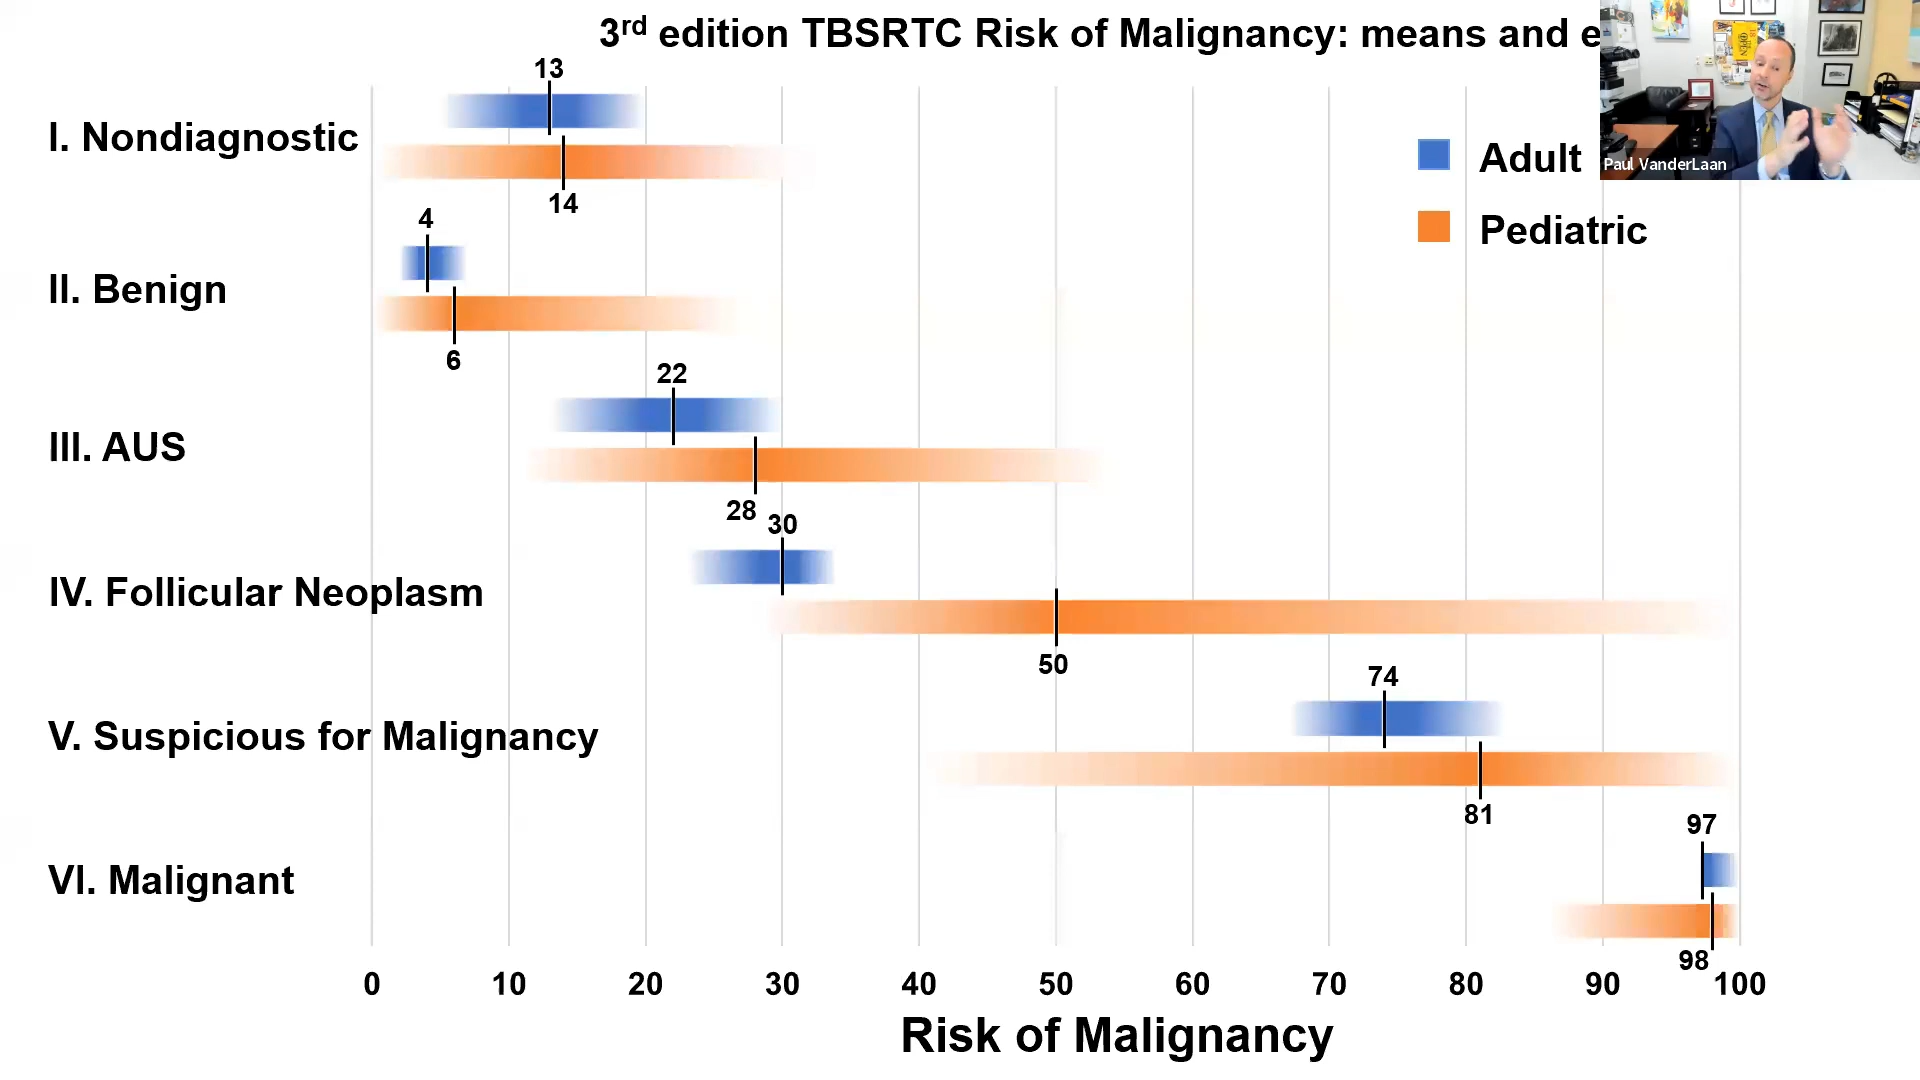 3rd edition TBSRTC Risk of Malignancy: means and e
13
I. Nondiagnostic
14
Adult
Paul VanderLaan
Pediatric
4
II. Benign
6
22
III. AUS
28
30
IV. Follicular Neoplasm
50
74
V. Suspicious for Malignancy
81
97
VI. Malignant
98
0 10 20 30 40 50 60 70 80 90 100
Risk of Malignancy